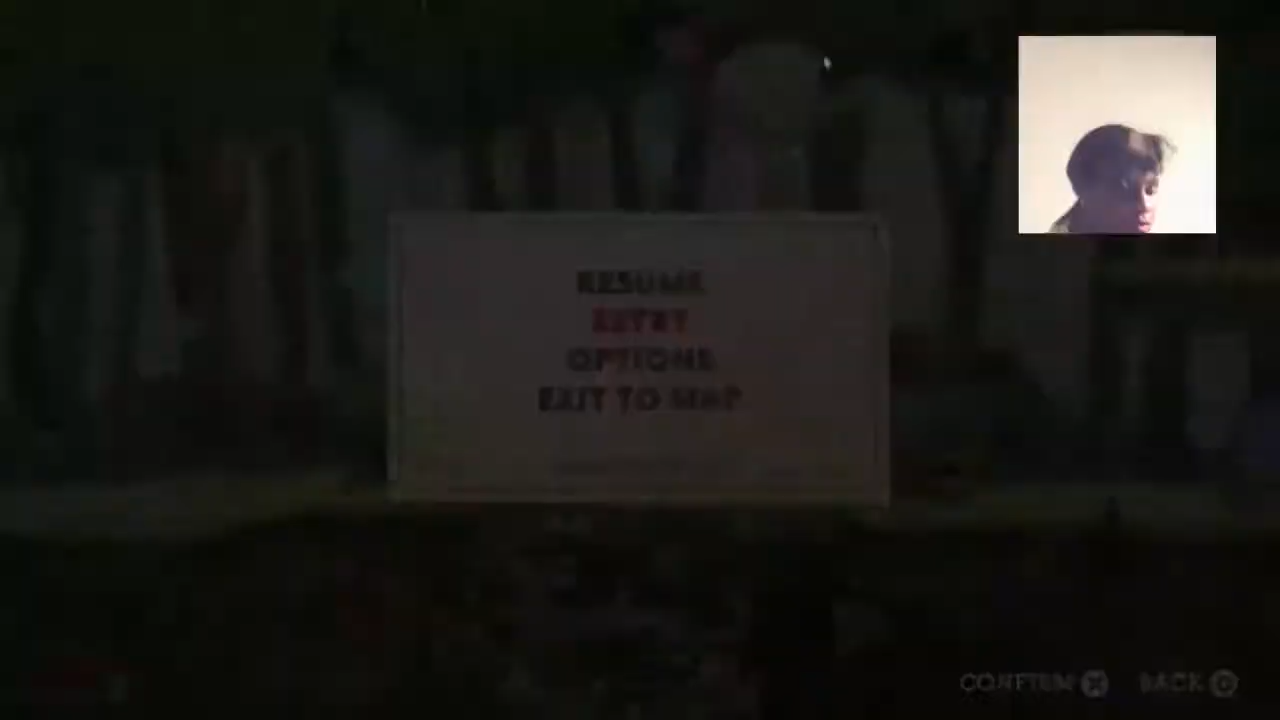 RESUME
RETRY
OPTIONS
EXIT TO MAP
CONFIRM
BACK